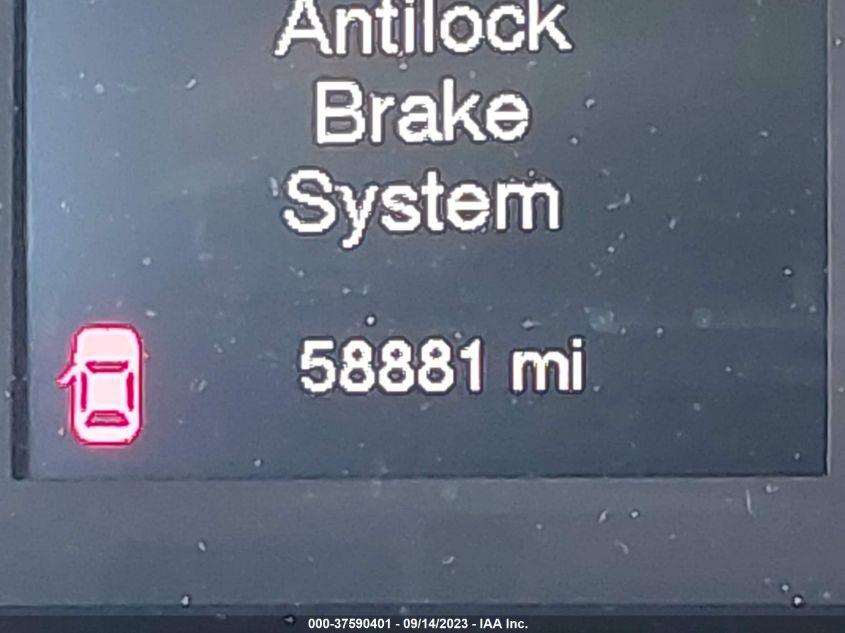 Antilock
Brake
System
58881 mi
000-37590401 - 09/14/2023 - IAA Inc.